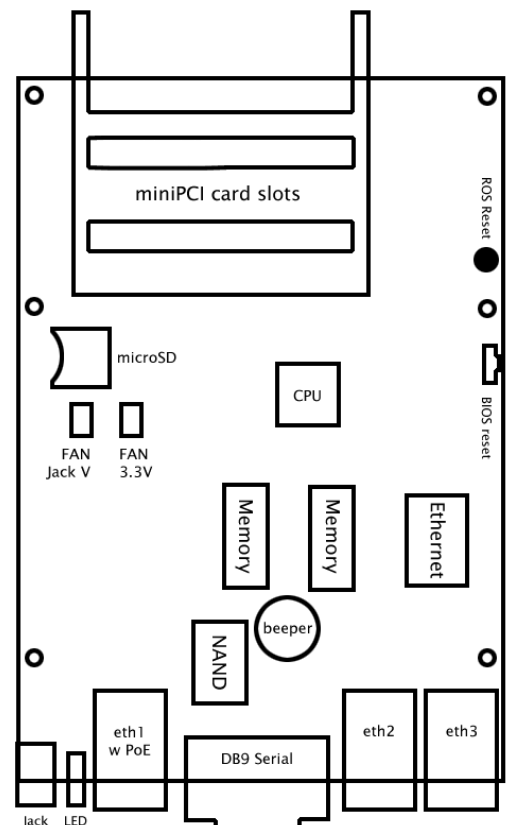 miniPCI card slots
ROS Reset
microSD
CPU
BIOS reset
FAN
Jack V
FAN
3.3V
Memory
Memory
Ethernet
beeper
NAND
eth1
w PoE
DB9 Serial
eth2
eth3
Jack
LED